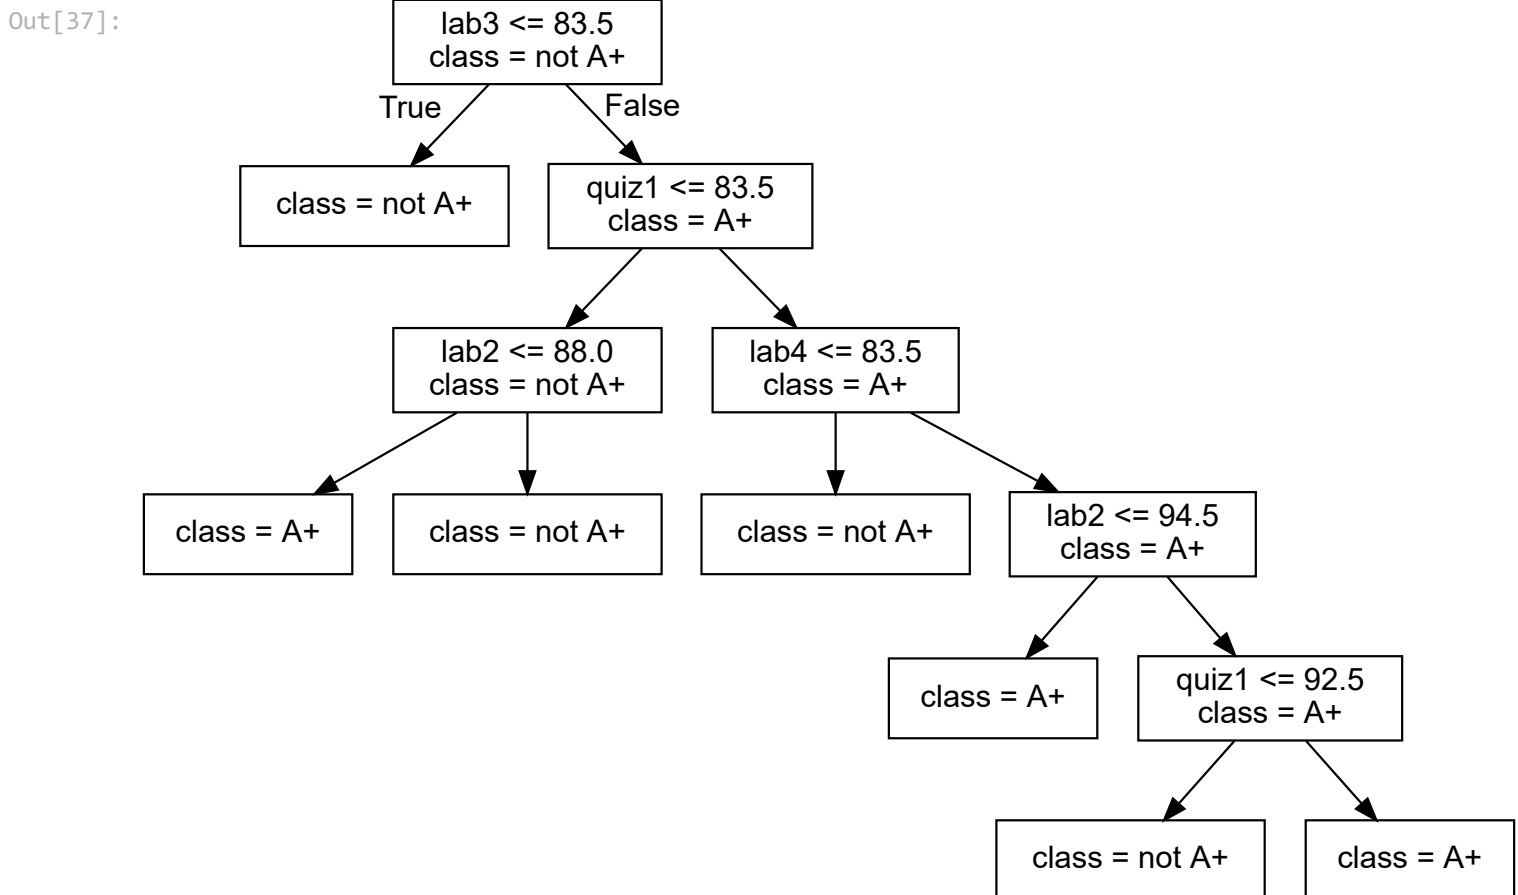 Out[37]:
lab3 <= 83.5
class = not A+
True
False
class = not A+
quiz1 <= 83.5
class = A+
lab2 <= 88.0
class = not A+
lab4 <= 83.5
class = A+
class = A+
class = not A+
class = not A+
lab2 <= 94.5
class = A+
class = A+
quiz1 <= 92.5
class = A+
class = not A+
class = A+